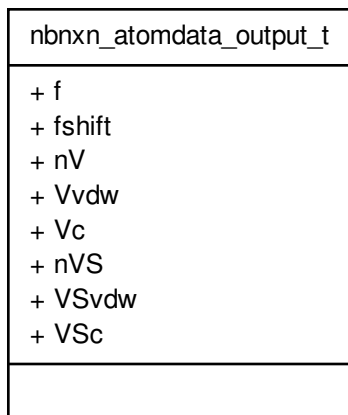 nbnxn_atomdata_output_t
+ f
+ fshift
+ nV
+ Vvdw
+ Vc
+ nVS
+ VSvdw
+ VSc